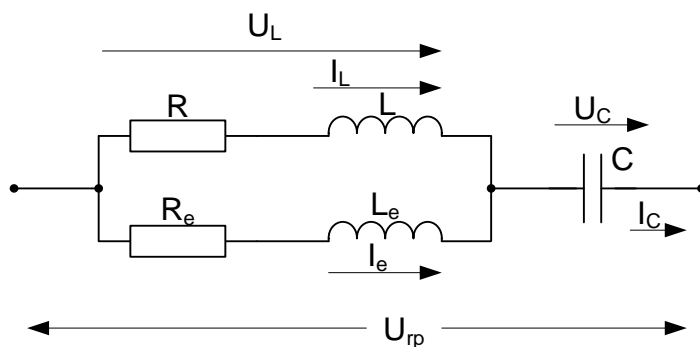 U_L
I_L
R L
U_C
C
R_e L_e
I_C
I_e
U_rp